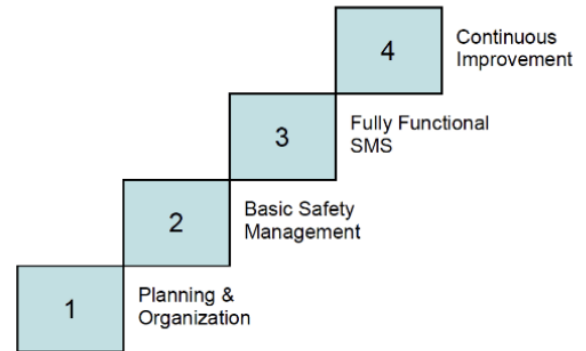 4
Continuous
Improvement
3
Fully Functional
SMS
2
Basic Safety
Management
1
Planning &
Organization